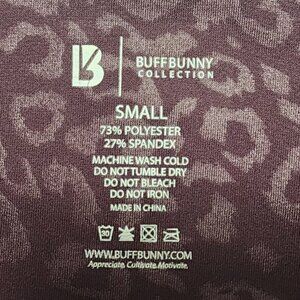 BUFFBUNNY
COLLECTION
SMALL
73% POLYESTER
27% SPANDEX
MACHINE WASH COLD
DO NOT TUMBLE DRY
DO NOT BLEACH
DO NOT IRON
MADE IN CHINA
30
WWW.BUFFBUNNY.COM
Appreciate. Cultivate. Motivate.